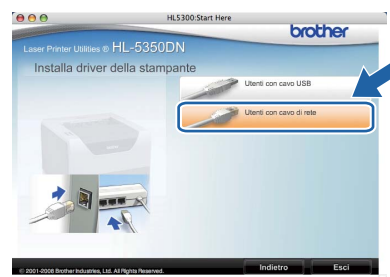 HL5300:Start Here
brother
Laser Printer Utilities ® HL-5350DN
Installa driver della stampante
Utenti con cavo USB
Utenti con cavo di rete
© 2001-2008 Brother Industries, Ltd. All Rights Reserved.
Indietro
Esci